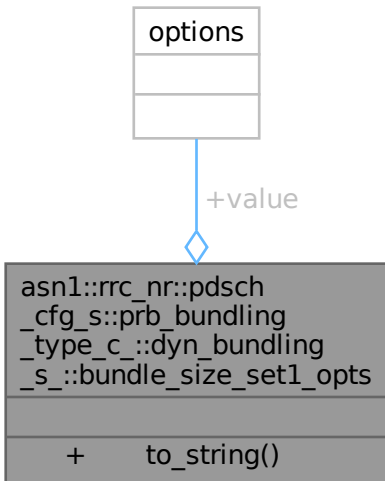 options
+value
asn1::rrc_nr::pdsch
_cfg_s::prb_bundling
_type_c_::dyn_bundling
_s_::bundle_size_set1_opts
+ to_string()